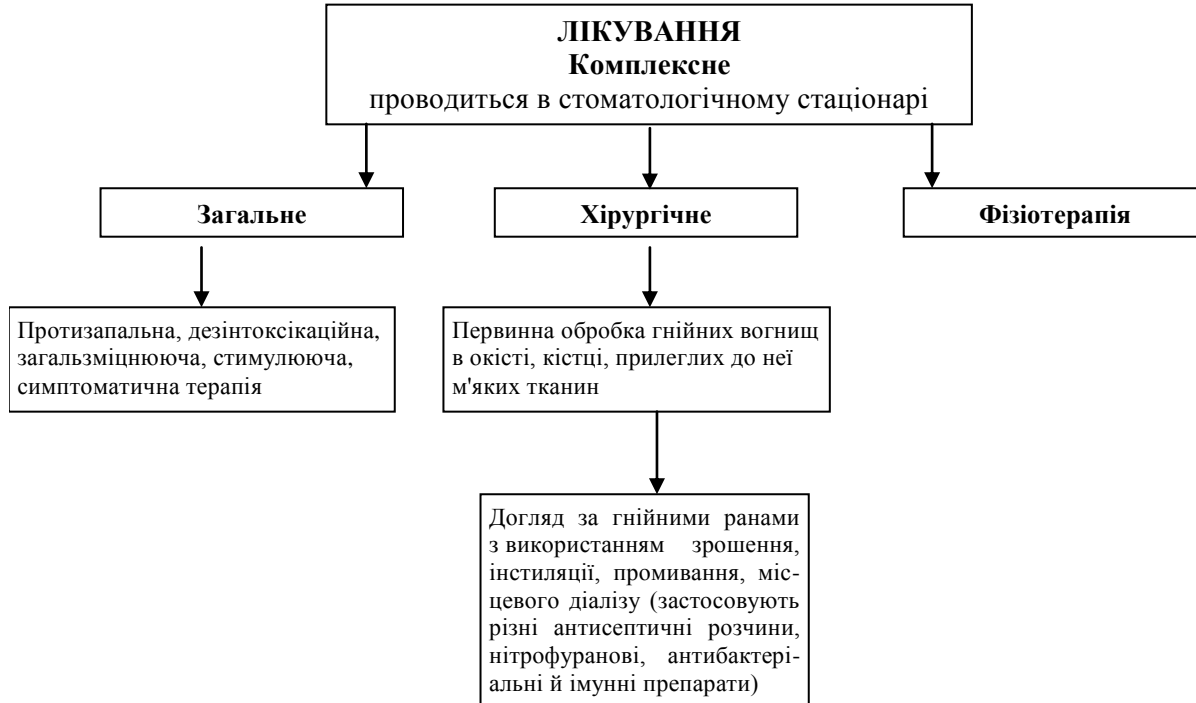 ЛІКУВАННЯ
Комплексне
проводиться в стоматологічному стаціонарі
Загальне
Хірургічне
Фізіотерапія
Протизапальна, дезінтоксікаційна,
загальзміцнююча, стимулююча,
симптоматична терапія
Первинна обробка гнійних вогнищ
в окісті, кістці, прилеглих до неї
м'яких тканин
Догляд за гнійними ранами
з використанням зрошення,
інстиляції, промивання, міс-
цевого діалізу (застосовують
різні антисептичні розчини,
нітрофуранові, антибактері-
альні й імунні препарати)